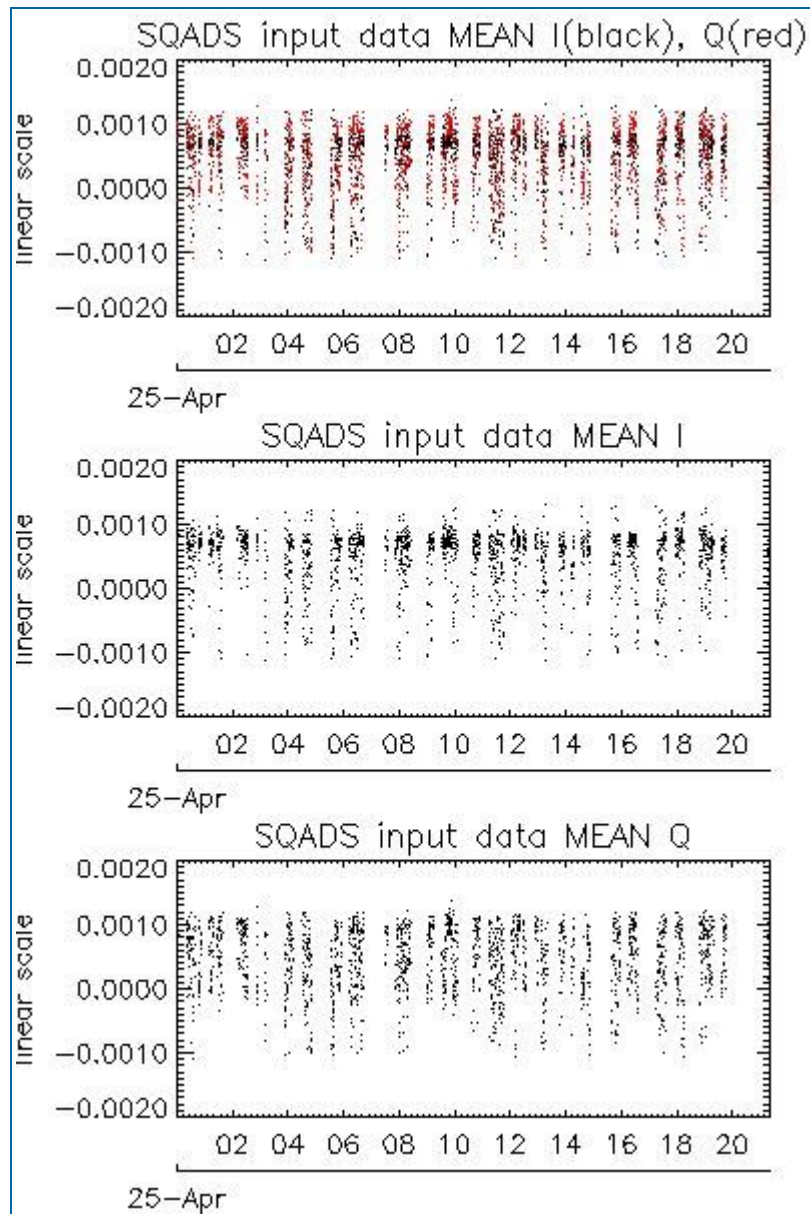 SQADS input data MEAN I(black), Q(red)
0.0020
0.0010
0.0000
−0.0010
−0.0020
linear scale
02 04 06 08 10 12 14 16 18 20
25−Apr
SQADS input data MEAN I
0.0020
0.0010
0.0000
−0.0010
−0.0020
linear scale
02 04 06 08 10 12 14 16 18 20
25−Apr
SQADS input data MEAN Q
0.0020
0.0010
0.0000
−0.0010
−0.0020
linear scale
02 04 06 08 10 12 14 16 18 20
25−Apr